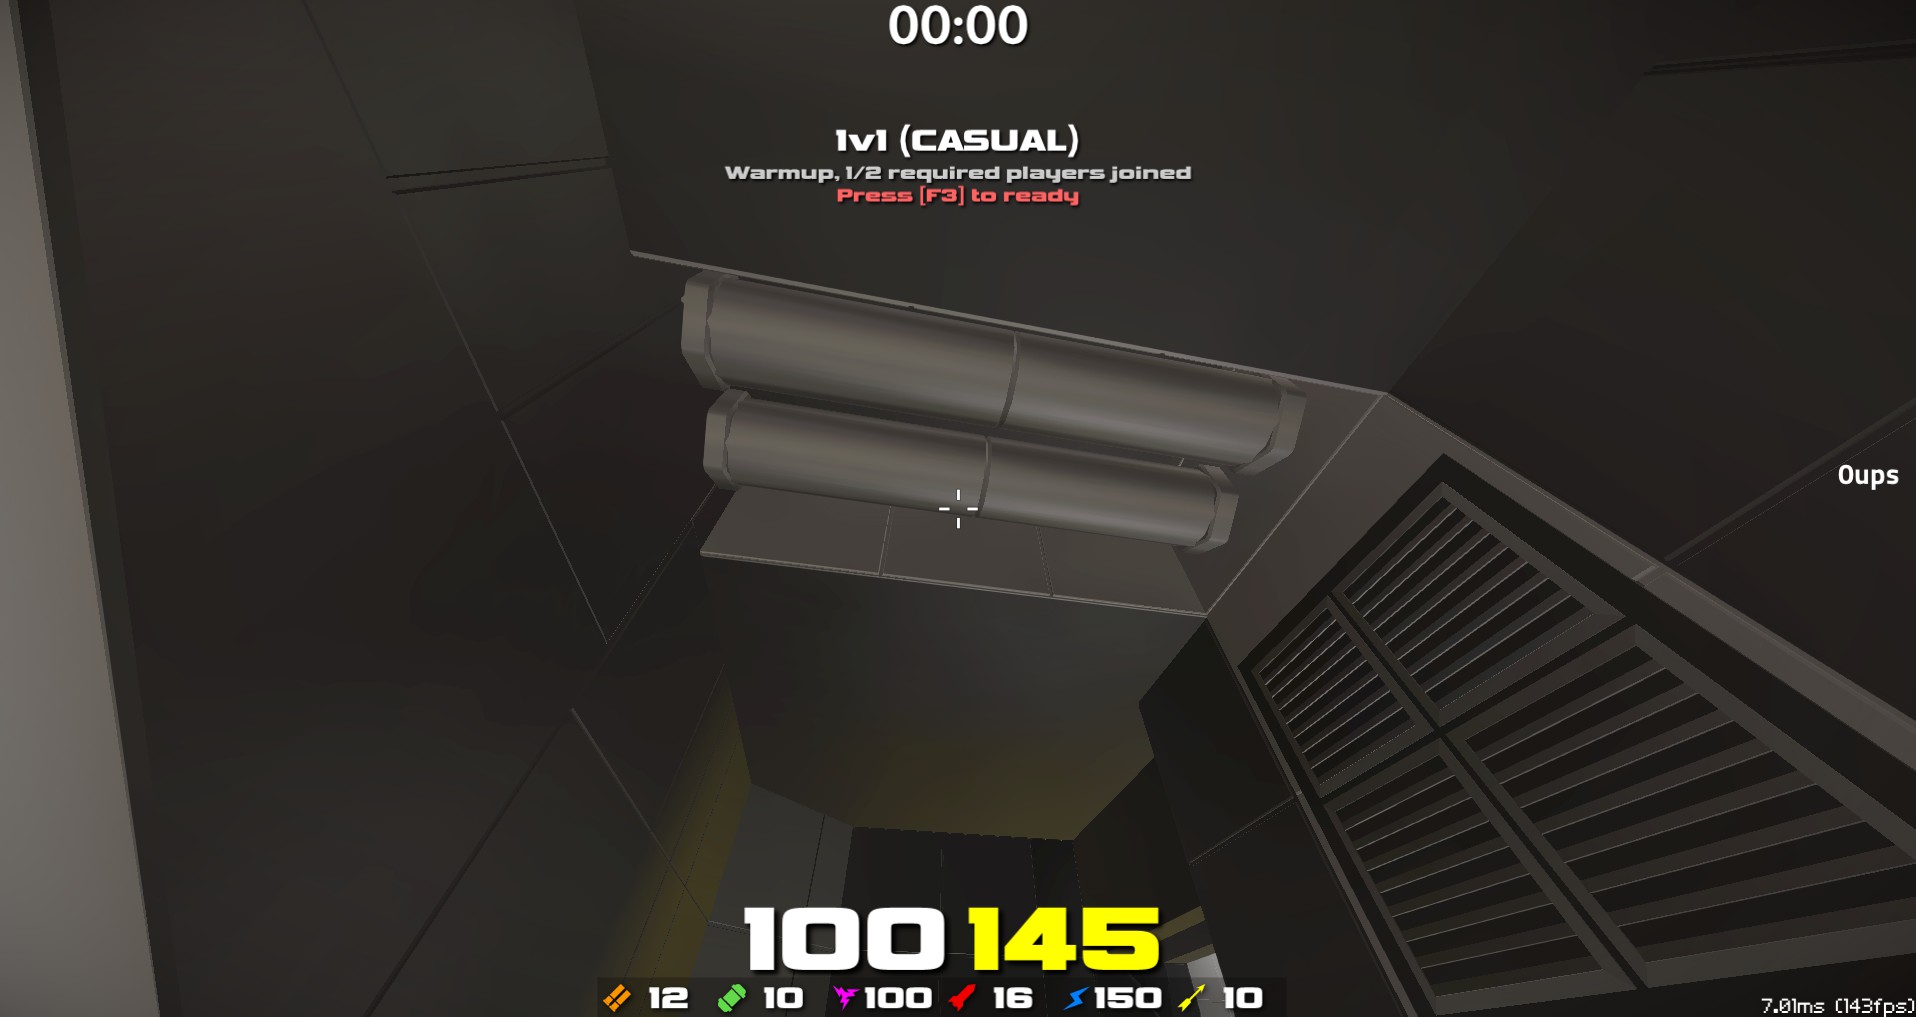 00:00
1v1 (CASUAL)
Warmup, 1/2 required players joined
Press [F3] to ready
Oups
100 145
12 10 100 16 150 10
7.01ms (143fps)